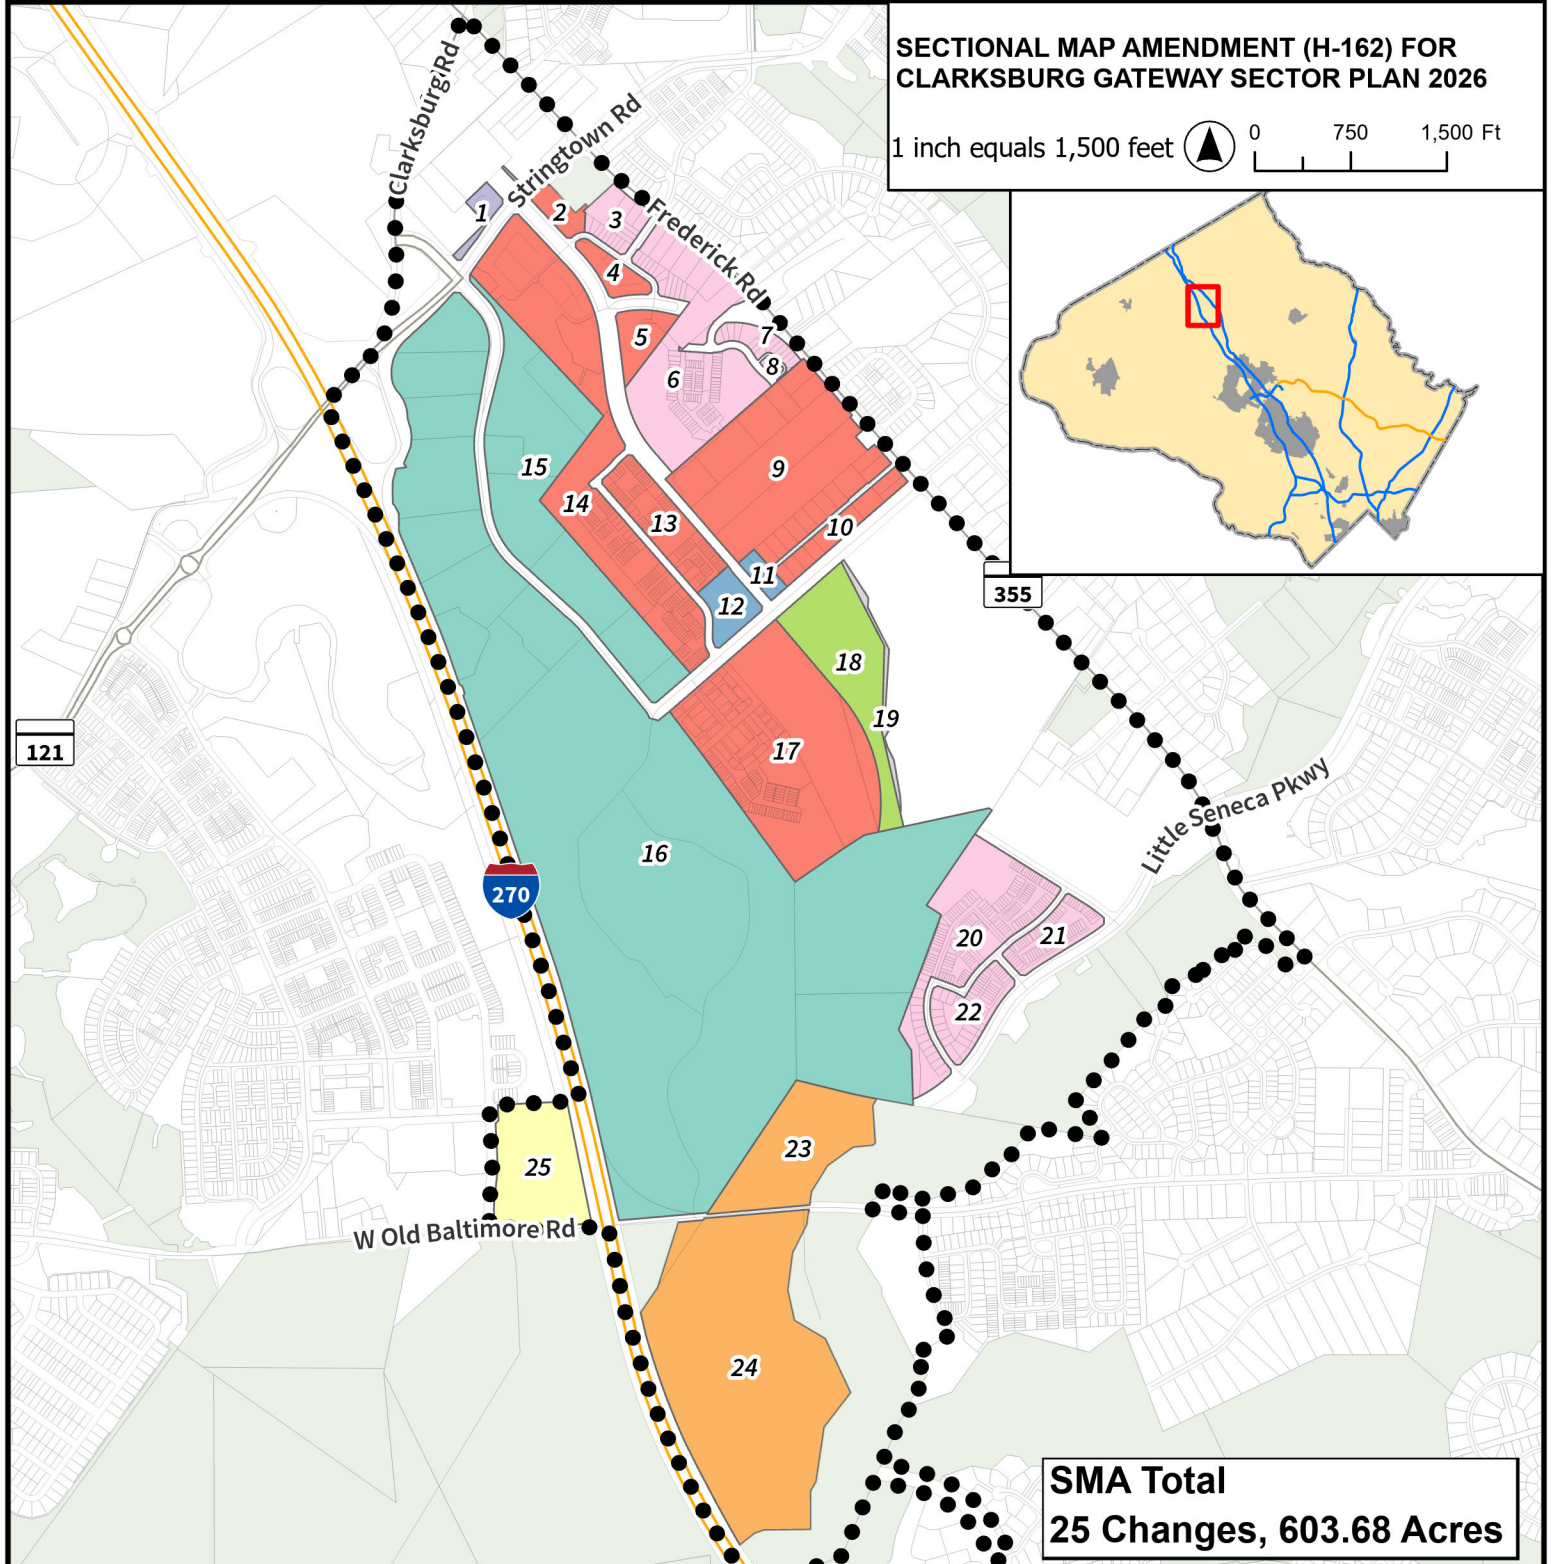 SECTIONAL MAP AMENDMENT (H-162) FOR
CLARKSBURG GATEWAY SECTOR PLAN 2026
1 inch equals 1,500 feet
0 750 1,500 Ft
Clarksburg Rd
Stringtown Rd
Frederick Rd
1
2
3
4
5
6
7
8
9
10
11
12
13
14
15
16
17
18
19
20
21
22
23
24
25
355
121
270
Little Seneca Pkwy
W Old Baltimore Rd
SMA Total
25 Changes, 603.68 Acres